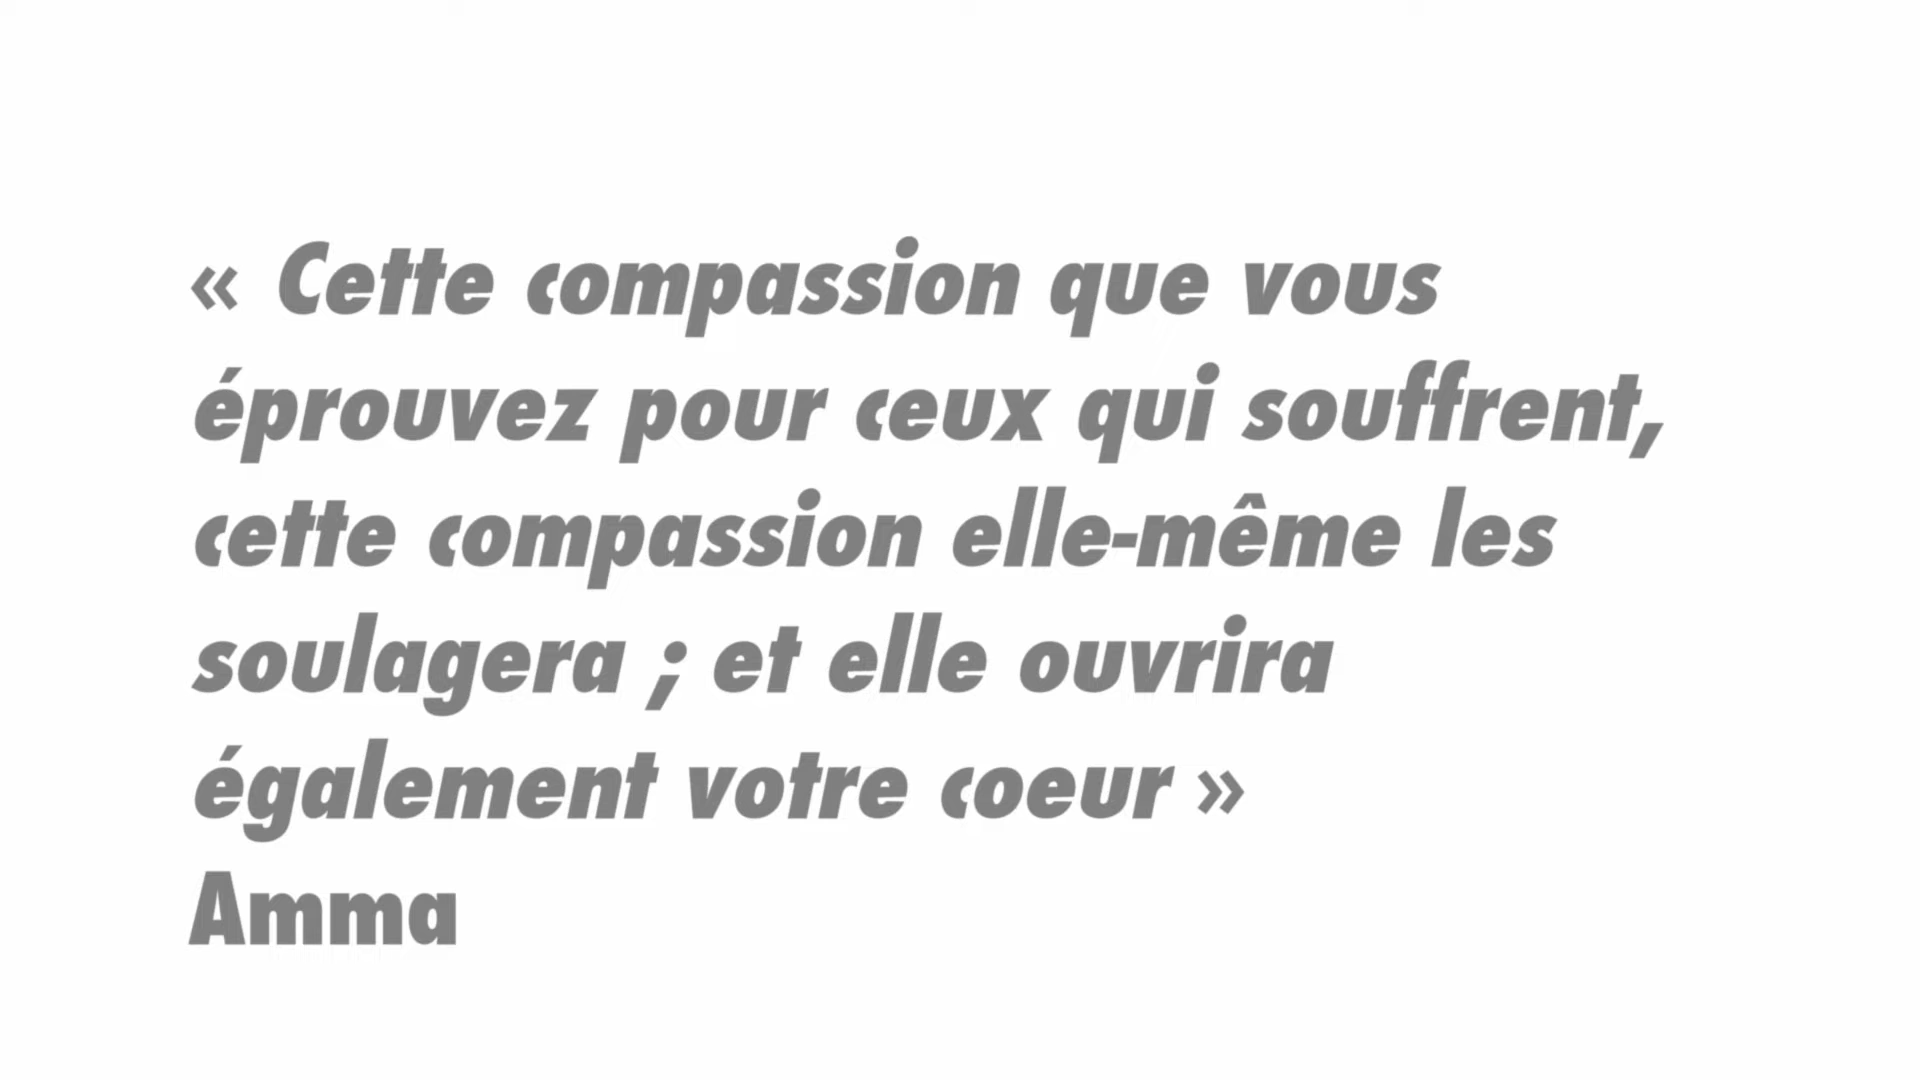 « Cette compassion que vous
éprouvez pour ceux qui souffrent,
cette compassion elle-même les
soulagera ; et elle ouvrira
également votre coeur »
Amma